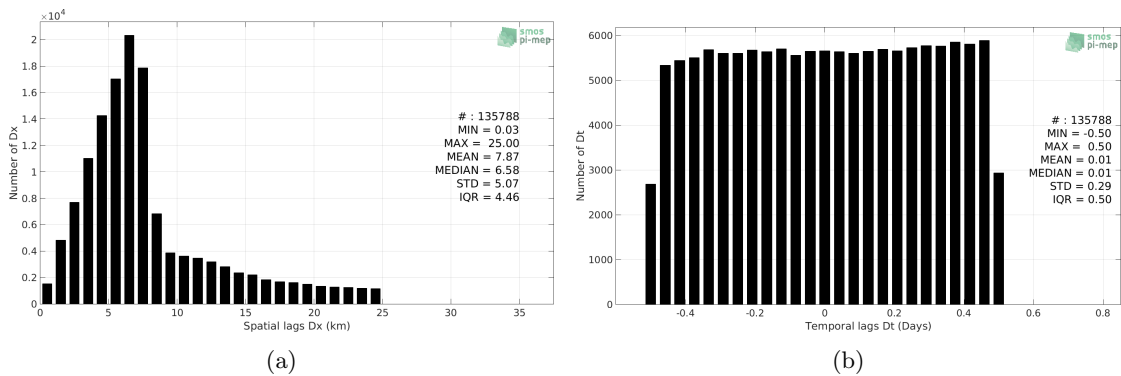 ×10⁴
2
1.8
1.6
1.4
1.2
1
0.8
0.6
0.4
0.2
0
Number of Dx
smos
pi-mep
# : 135788
MIN = 0.03
MAX =  25.00
MEAN = 7.87
MEDIAN = 6.58
STD = 5.07
IQR = 4.46
0 5 10 15 20 25 30 35
Spatial lags Dx (km)
(a)
6000
5000
4000
3000
2000
1000
0
Number of Dt
smos
pi-mep
# : 135788
MIN = -0.50
MAX =  0.50
MEAN = 0.01
MEDIAN = 0.01
STD = 0.29
IQR = 0.50
-0.4 -0.2 0 0.2 0.4 0.6 0.8
Temporal lags Dt (Days)
(b)